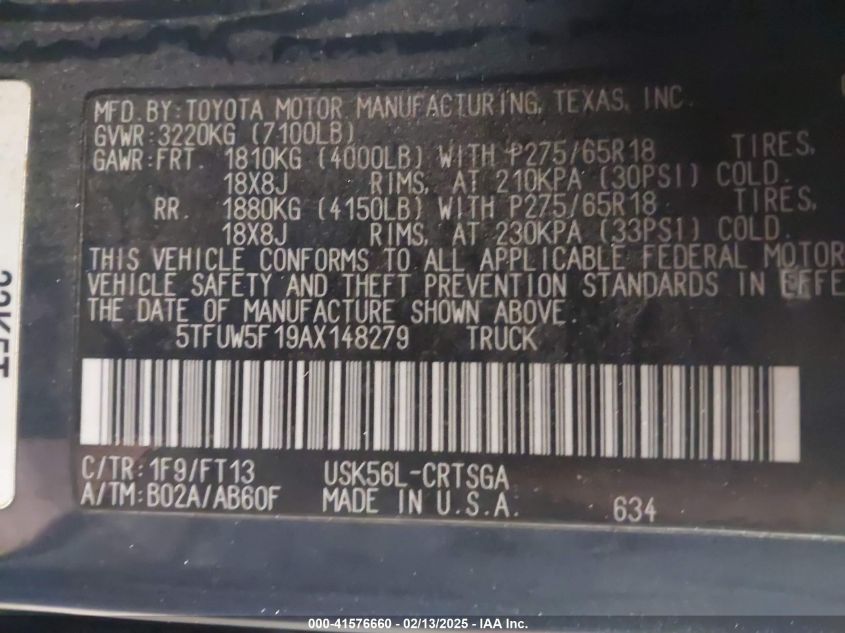 MFD. BY: TOYOTA MOTOR MANUFACTURING, TEXAS, INC.
GVWR: 3220KG (7100LB)
GAWR: FRT 1810KG (4000LB) WITH P275/65R18 TIRES,
18X8J RIMS, AT 210KPA (30PSI) COLD.
RR. 1880KG (4150LB) WITH P275/65R18 TIRES,
18X8J RIMS, AT 230KPA (33PSI) COLD.
THIS VEHICLE CONFORMS TO ALL APPLICABLE FEDERAL MOTOR
VEHICLE SAFETY AND THEFT PREVENTION STANDARDS IN EFFE
THE DATE OF MANUFACTURE SHOWN ABOVE.
5TFUW5F19AX148279 TRUCK
C/TR: 1F9/FT13 USK56L-CRTSGA
A/TM: B02A/AB60F MADE IN U.S.A. 634
000-41576660 - 02/13/2025 - IAA Inc.